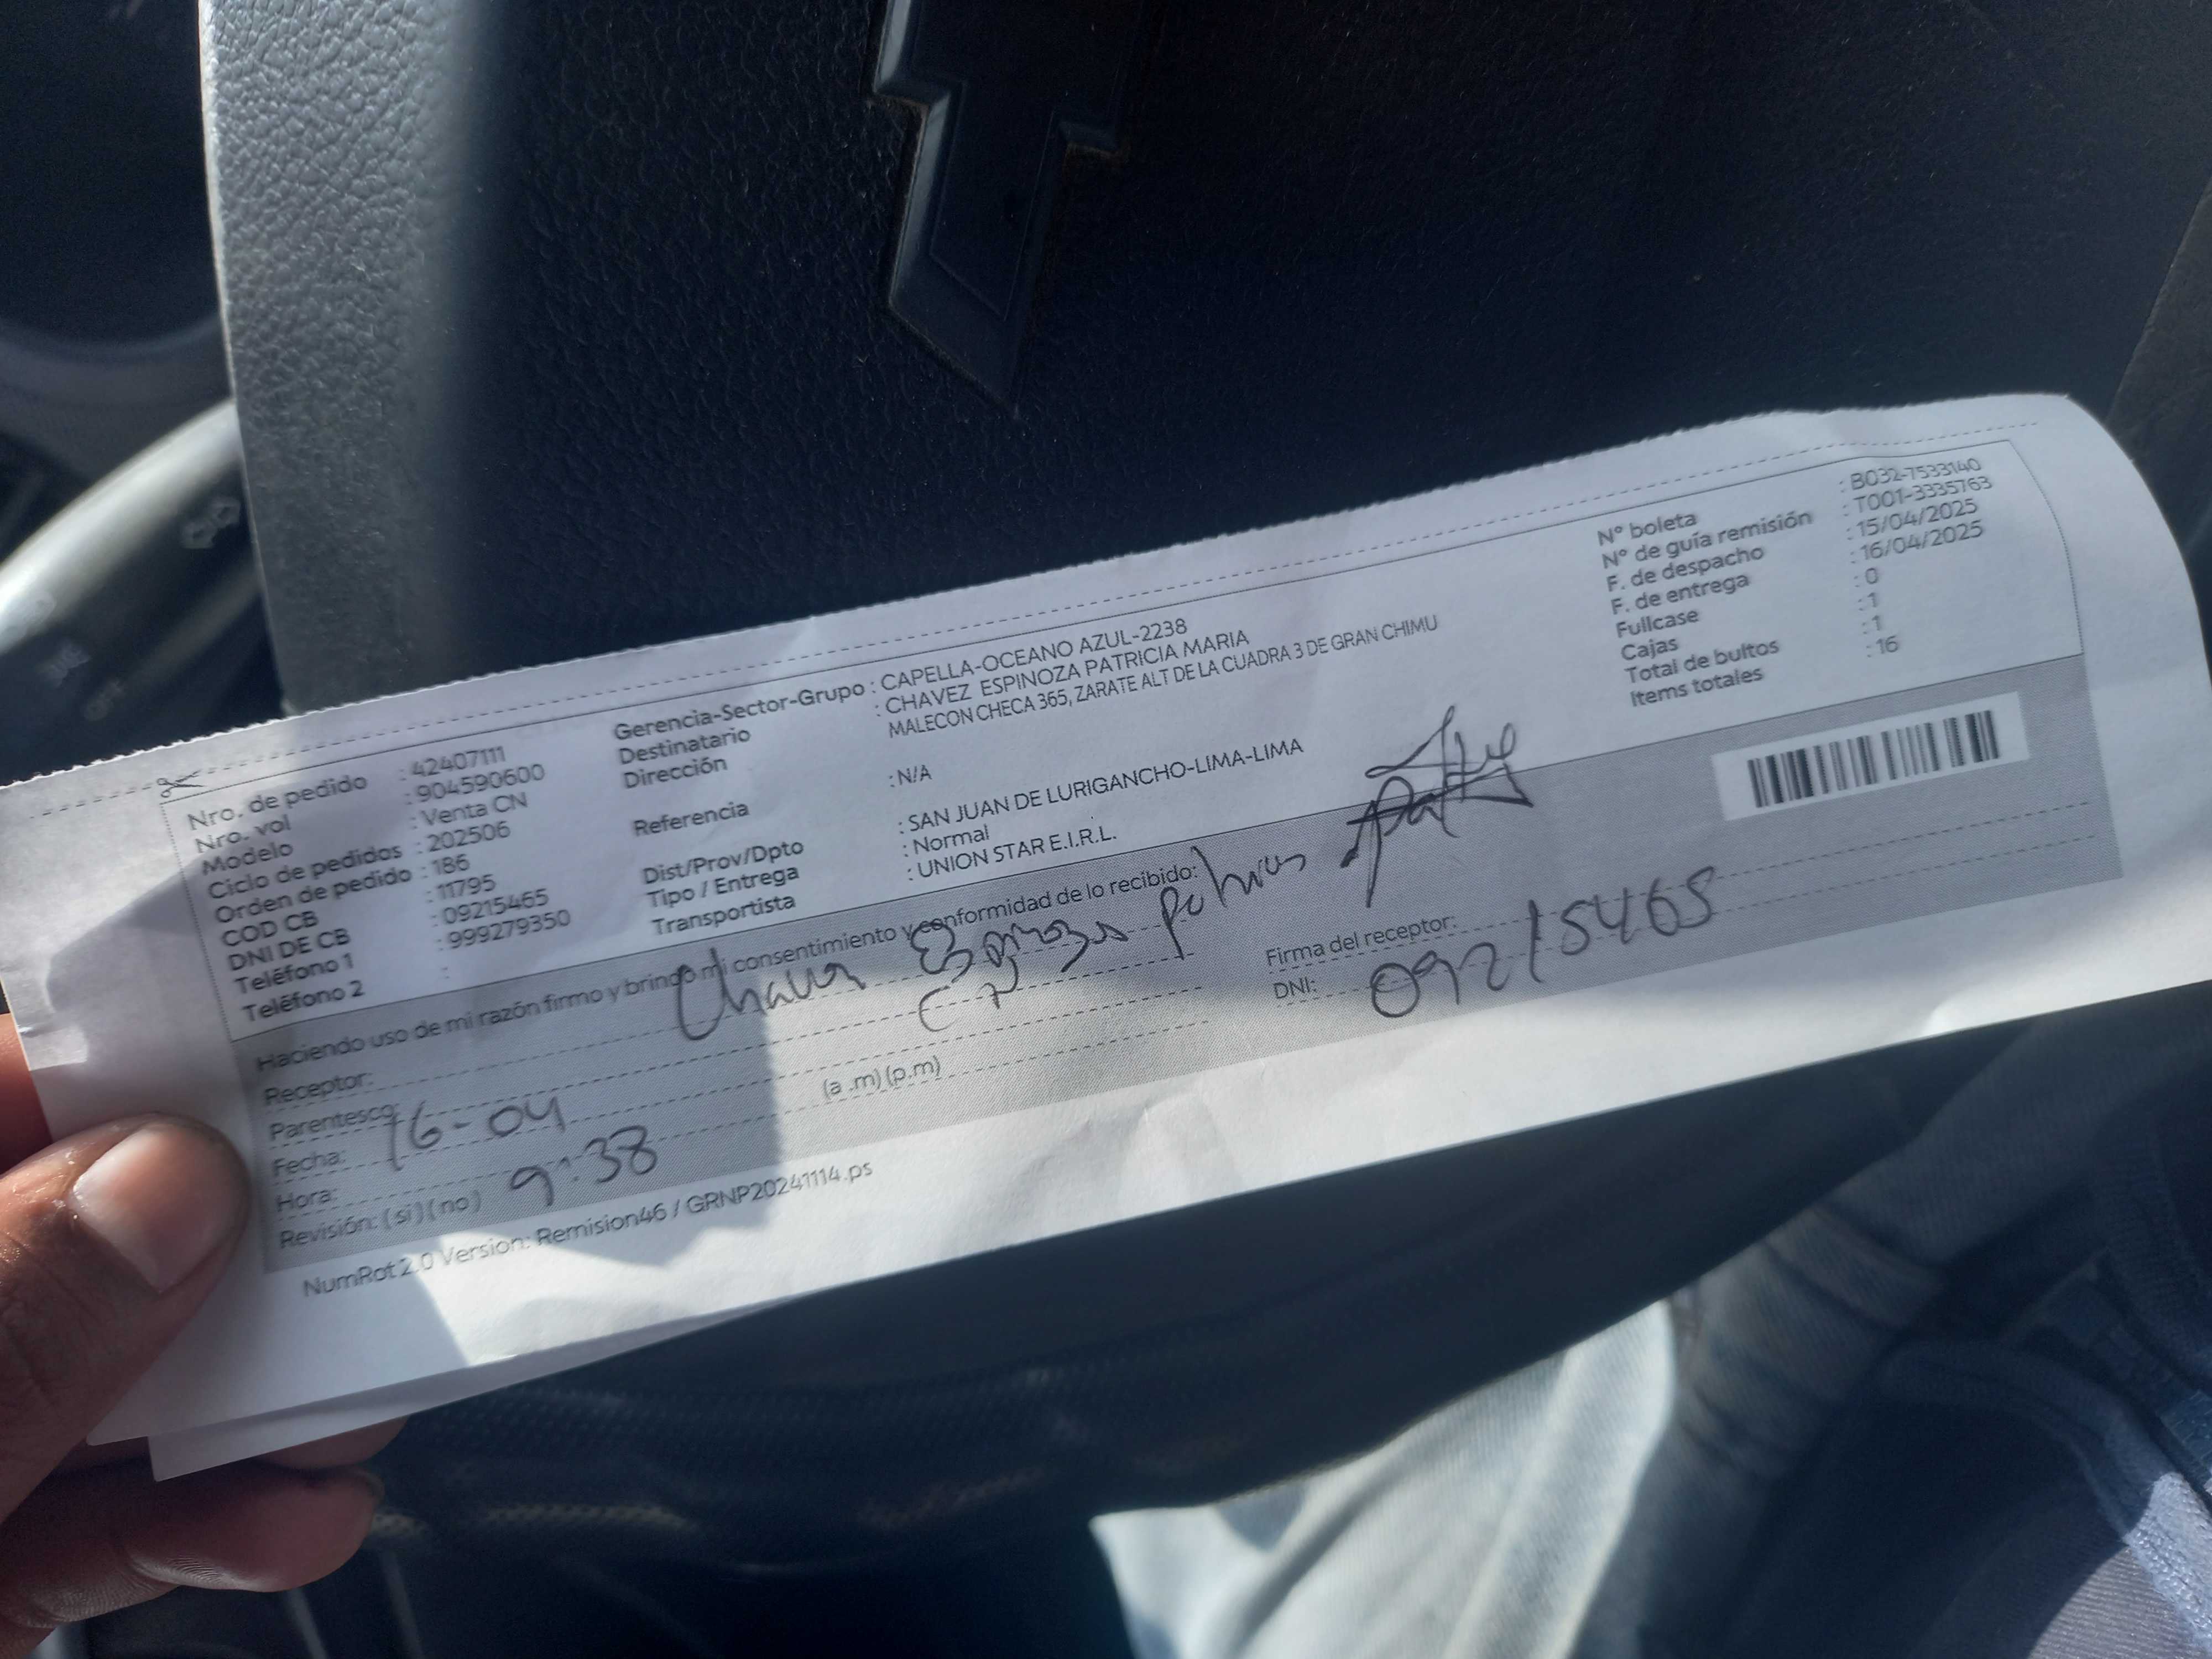 Nro. de pedido : 42407111
Nro. vol : 904590600
Modelo : Venta CN
Ciclo de pedidos : 202506
Orden de pedido : 186
COD CB : 11795
DNI DE CB : 09215465
Teléfono 1 : 999279350
Teléfono 2 :
Gerencia-Sector-Grupo : CAPELLA-OCEANO AZUL-2238
Destinatario : CHAVEZ ESPINOZA PATRICIA MARIA
Dirección MALECON CHECA 365, ZARATE ALT DE LA CUADRA 3 DE GRAN CHIMU
Referencia : N/A
Dist/Prov/Dpto : SAN JUAN DE LURIGANCHO-LIMA-LIMA
Tipo / Entrega : Normal
Transportista : UNION STAR E.I.R.L.
N° boleta : B032-7533140
N° de guía remisión : T001-3335763
F. de despacho : 15/04/2025
F. de entrega : 16/04/2025
Fullcase : 0
Cajas : 1
Total de bultos : 1
Items totales : 16
Haciendo uso de mi razón firmo y brindo mi consentimiento y conformidad de lo recibido:
Receptor: Chavez Espinoza
Parentesco:
Fecha: 16-04
Hora: 9:38 (a .m) (p.m)
Revisión: (si) (no)
Firma del receptor:
DNI: 09215465
NumRot 2.0 Version: Remision46 / GRNP20241114.ps